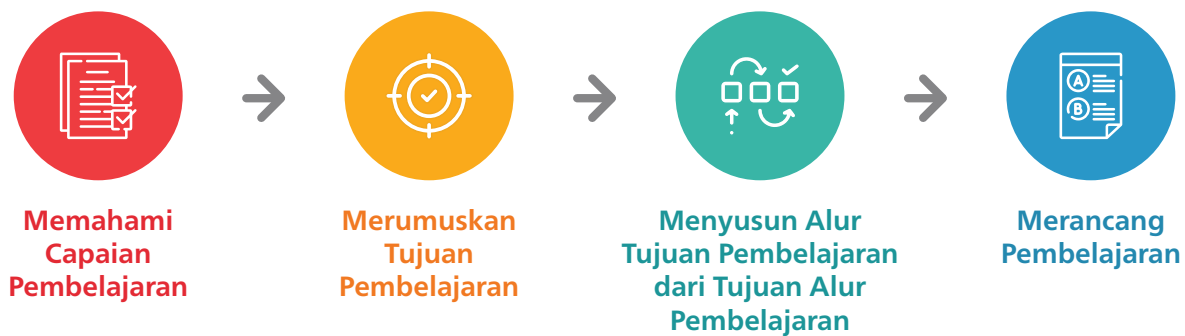 A
B
Memahami
Capaian
Pembelajaran
Merumuskan
Tujuan
Pembelajaran
Menyusun Alur
Tujuan Pembelajaran
dari Tujuan Alur
Pembelajaran
Merancang
Pembelajaran